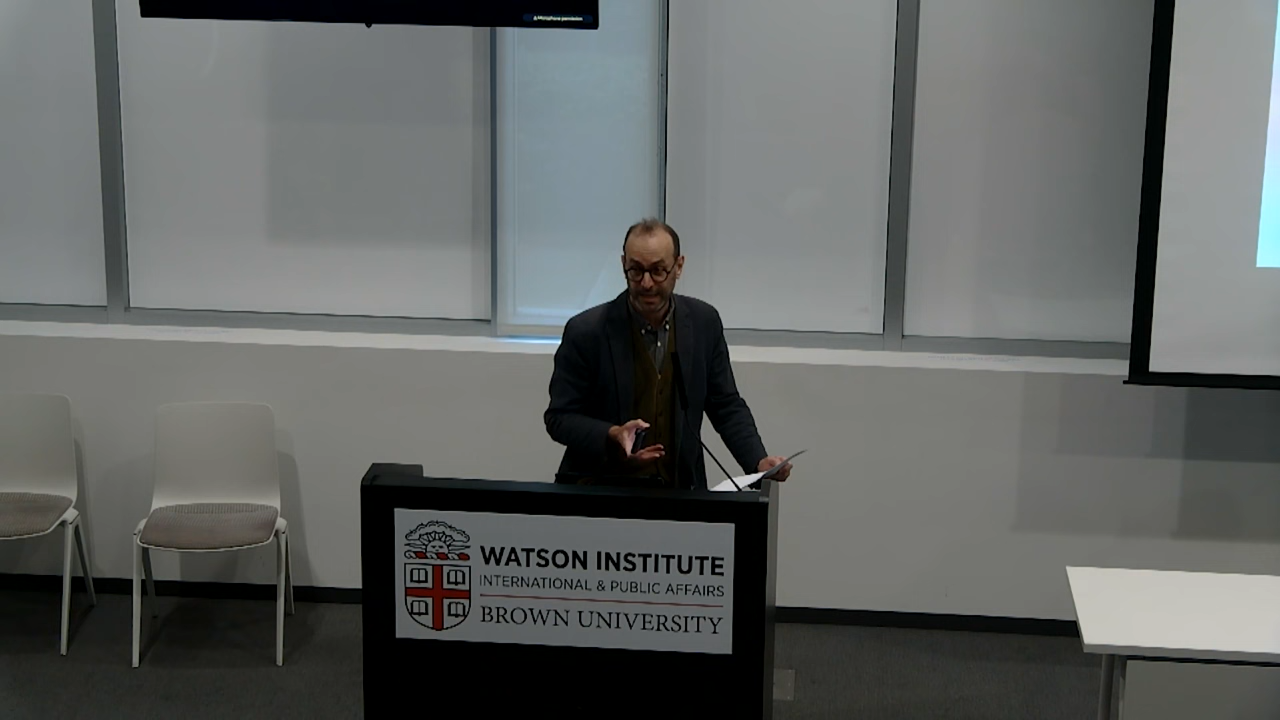 WATSON INSTITUTE
INTERNATIONAL & PUBLIC AFFAIRS
BROWN UNIVERSITY